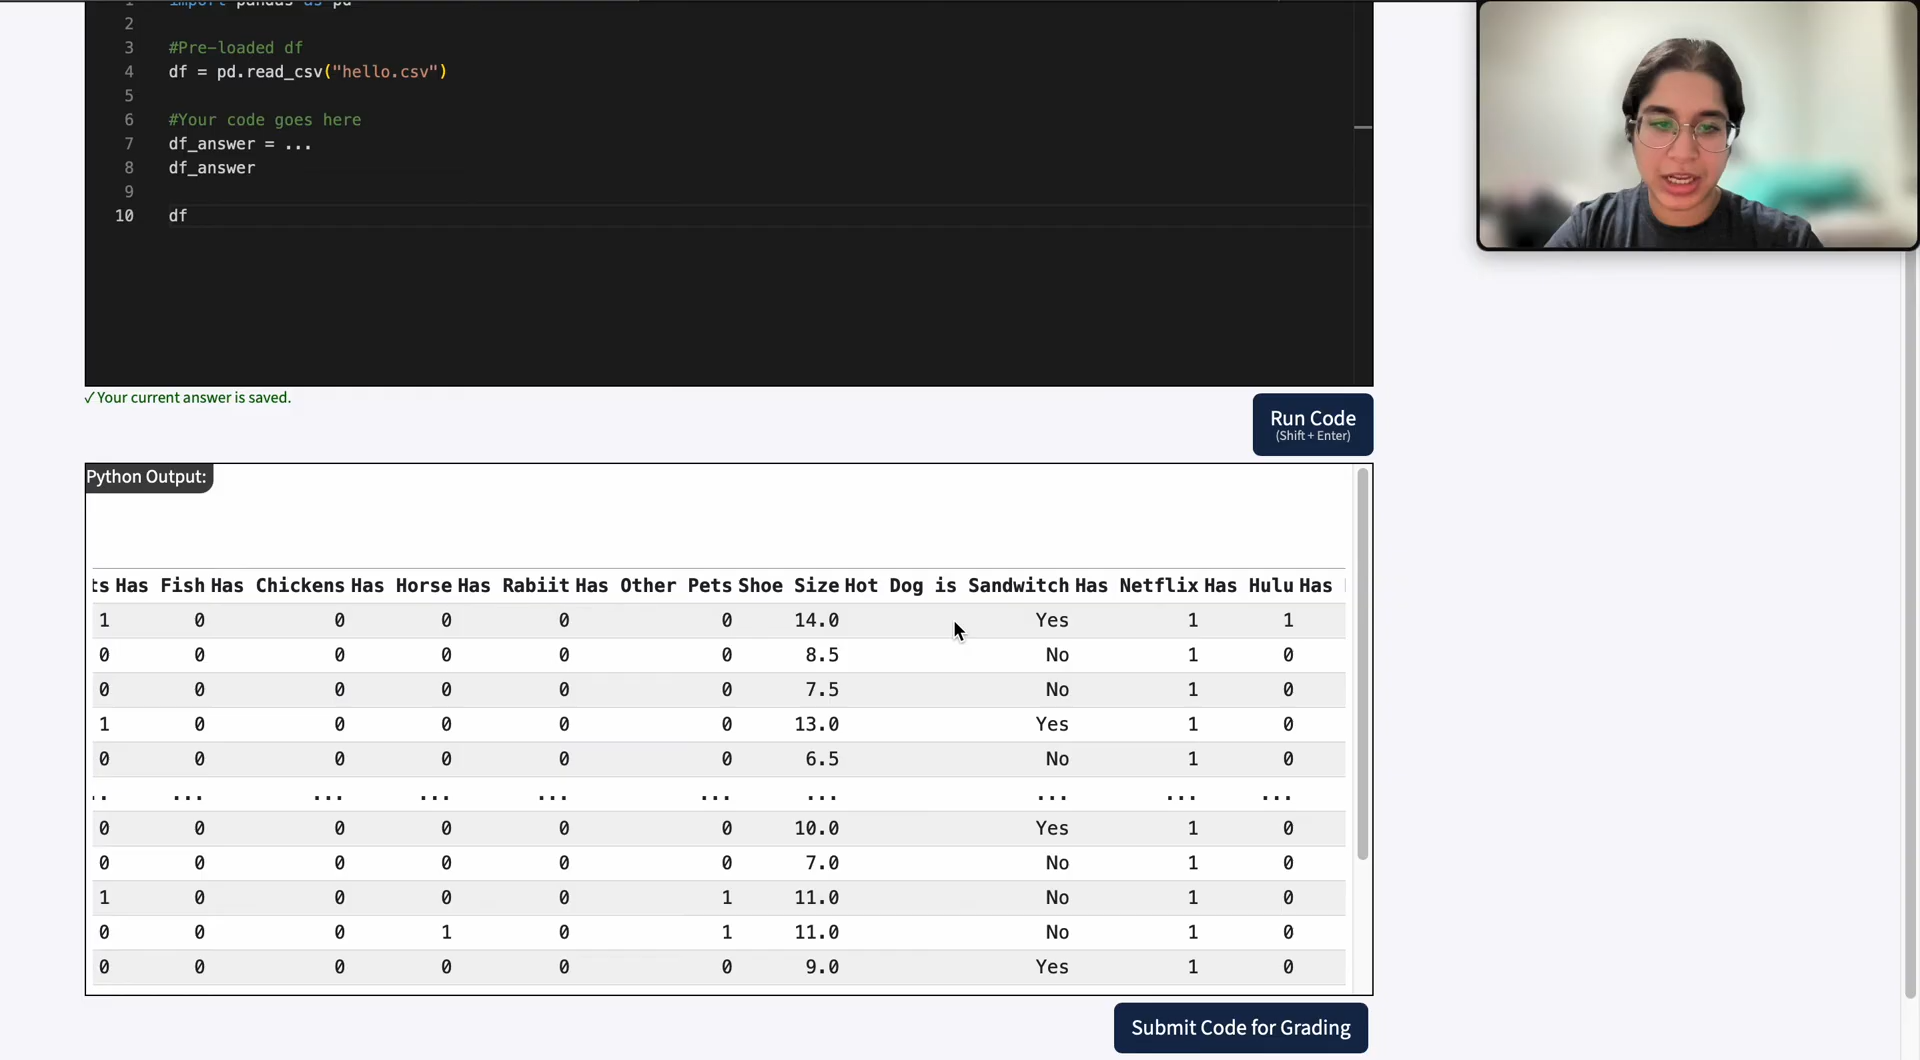 1 import pandas as pd
2
3 #Pre-loaded df
4 df = pd.read_csv("hello.csv")
5
6 #Your code goes here
7 df_answer = ...
8 df_answer
9
10 df
✓Your current answer is saved.
Run Code
(Shift + Enter)
Python Output:
ts Has Fish Has Chickens Has Horse Has Rabiit Has Other Pets Shoe Size Hot Dog is Sandwitch Has Netflix Has Hulu Has
1 0 0 0 0 0 14.0 Yes 1 1
0 0 0 0 0 0 8.5 No 1 0
0 0 0 0 0 0 7.5 No 1 0
1 0 0 0 0 0 13.0 Yes 1 0
0 0 0 0 0 0 6.5 No 1 0
.. ... ... ... ... ... ... ... ... ...
0 0 0 0 0 0 10.0 Yes 1 0
0 0 0 0 0 0 7.0 No 1 0
1 0 0 0 0 1 11.0 No 1 0
0 0 0 1 0 1 11.0 No 1 0
0 0 0 0 0 0 9.0 Yes 1 0
Submit Code for Grading